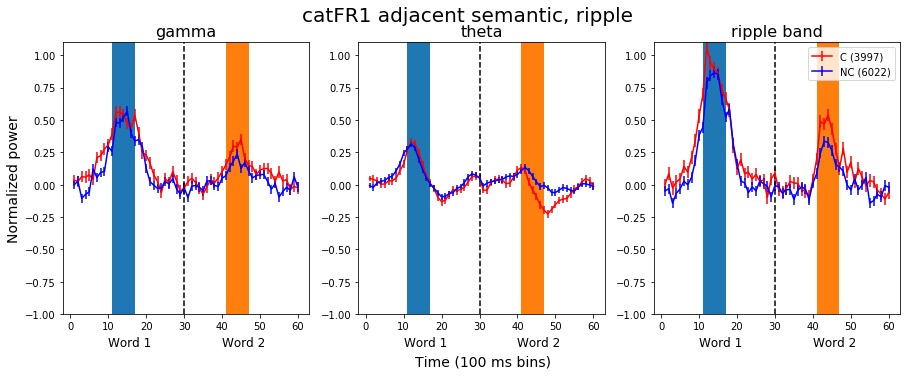 catFR1 adjacent semantic, ripple
gamma
theta
ripple band
Normalized power
1.00
0.75
0.50
0.25
0.00
−0.25
−0.50
−0.75
−1.00
0 10 20 30 40 50 60
Word 1 Word 2
1.00
0.75
0.50
0.25
0.00
−0.25
−0.50
−0.75
−1.00
0 10 20 30 40 50 60
Word 1 Word 2
Time (100 ms bins)
1.00
0.75
0.50
0.25
0.00
−0.25
−0.50
−0.75
−1.00
C (3997)
NC (6022)
0 10 20 30 40 50 60
Word 1 Word 2